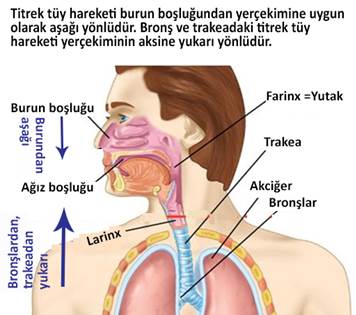 Titrek tüy hareketi burun boşluğundan yerçekimine uygun
olarak aşağı yönlüdür. Bronş ve trakeadaki titrek tüy
hareketi yerçekiminin aksine yukarı yönlüdür.
Burun boşluğu
Farinx =Yutak
Burundan
aşağı
Trakea
Ağız boşluğu
Akciğer
Bronşlar
Larinx
Bronşlardan,
trakeadan
yukarı